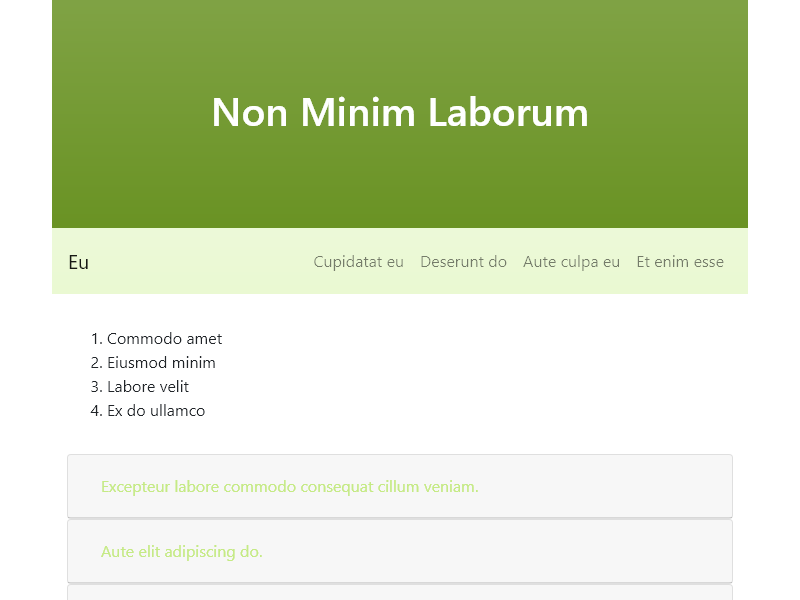 Non Minim Laborum
Eu
Cupidatat eu Deserunt do Aute culpa eu Et enim esse
1. Commodo amet
2. Eiusmod minim
3. Labore velit
4. Ex do ullamco
Excepteur labore commodo consequat cillum veniam.
Aute elit adipiscing do.